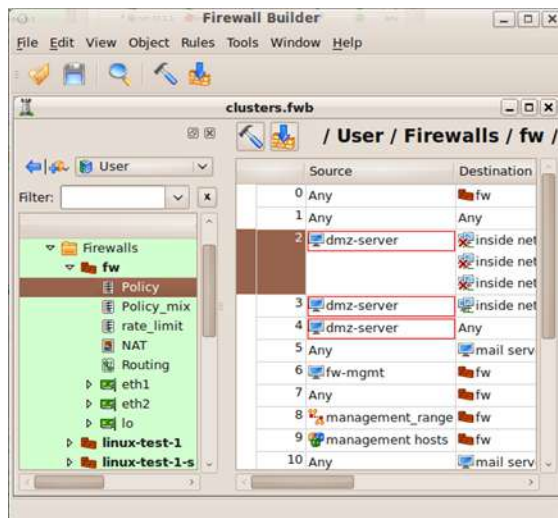 Firewall Builder
File Edit View Object Rules Tools Window Help
clusters.fwb
/ User / Firewalls / fw /
User
Filter:
x
Firewalls
fw
Policy
Policy_mix
rate_limit
NAT
Routing
eth1
eth2
lo
linux-test-1
linux-test-1-s
Source Destination
0 Any fw
1 Any Any
2 dmz-server inside net
inside net
inside net
3 dmz-server inside net
4 dmz-server Any
5 Any mail serv
6 fw-mgmt fw
7 Any fw
8 management_range fw
9 management hosts fw
10 Any mail serv